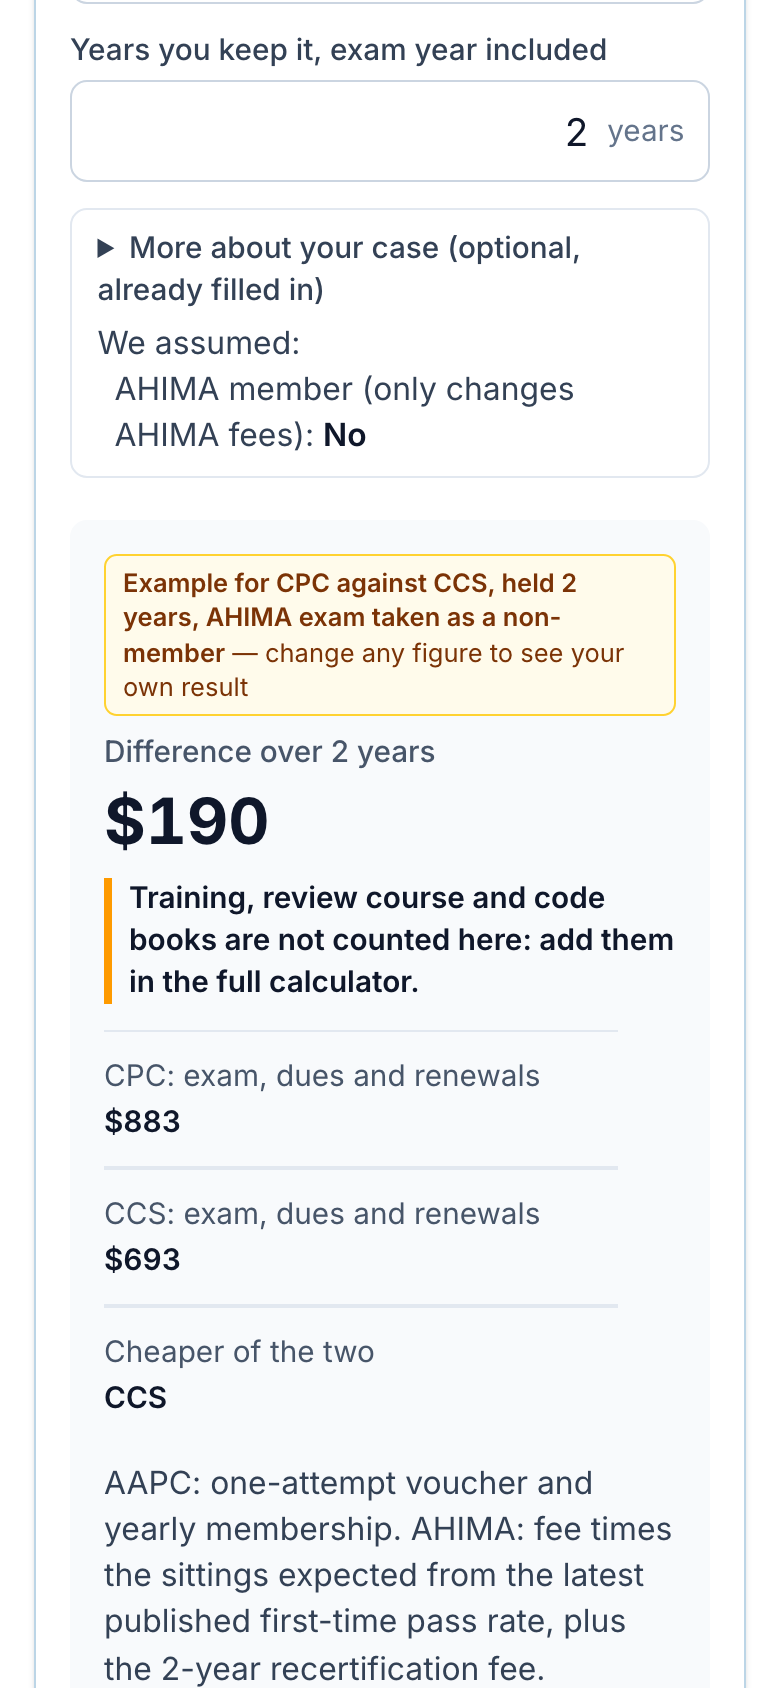 Years you keep it, exam year included
2 years
▶ More about your case (optional,
already filled in)
We assumed:
AHIMA member (only changes
AHIMA fees): No
Example for CPC against CCS, held 2
years, AHIMA exam taken as a non-
member — change any figure to see your
own result
Difference over 2 years
$190
Training, review course and code
books are not counted here: add them
in the full calculator.
CPC: exam, dues and renewals
$883
CCS: exam, dues and renewals
$693
Cheaper of the two
CCS
AAPC: one-attempt voucher and
yearly membership. AHIMA: fee times
the sittings expected from the latest
published first-time pass rate, plus
the 2-year recertification fee.